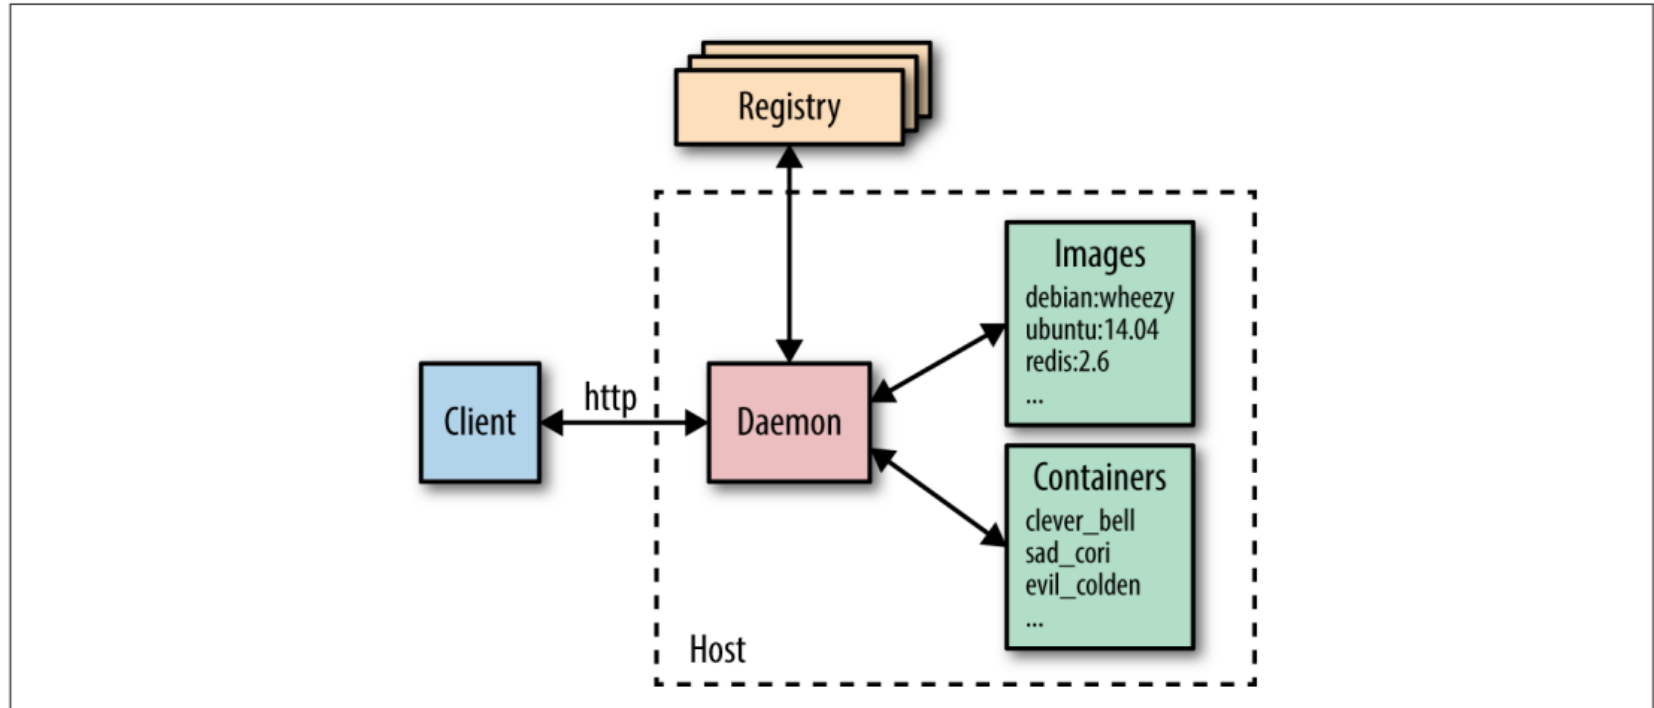 Registry
Images
debian:wheezy
ubuntu:14.04
redis:2.6
...
http
Client
Daemon
Containers
clever_bell
sad_cori
evil_colden
...
Host